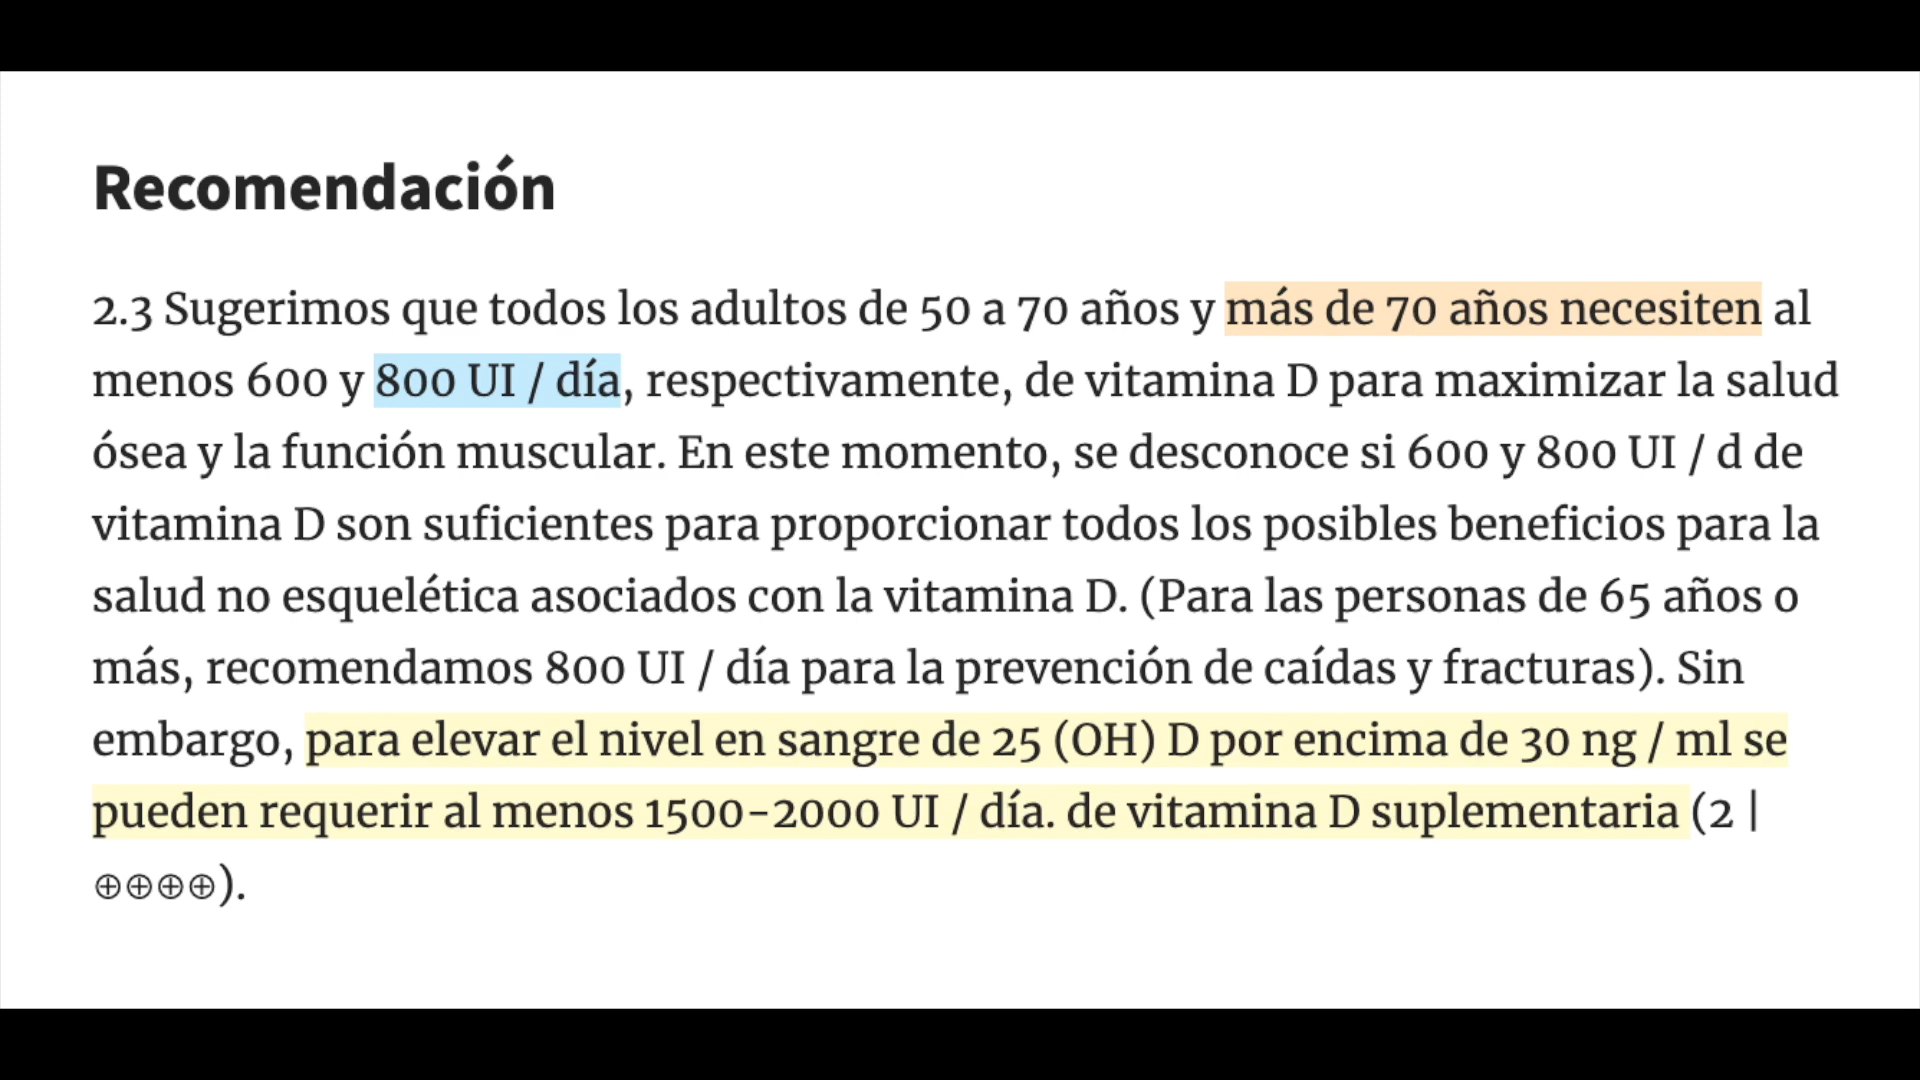 Recomendación
2.3 Sugerimos que todos los adultos de 50 a 70 años y más de 70 años necesiten al
menos 600 y 800 UI / día, respectivamente, de vitamina D para maximizar la salud
ósea y la función muscular. En este momento, se desconoce si 600 y 800 UI / d de
vitamina D son suficientes para proporcionar todos los posibles beneficios para la
salud no esquelética asociados con la vitamina D. (Para las personas de 65 años o
más, recomendamos 800 UI / día para la prevención de caídas y fracturas). Sin
embargo, para elevar el nivel en sangre de 25 (OH) D por encima de 30 ng / ml se
pueden requerir al menos 1500-2000 UI / día. de vitamina D suplementaria (2 |
⊕⊕⊕⊕).